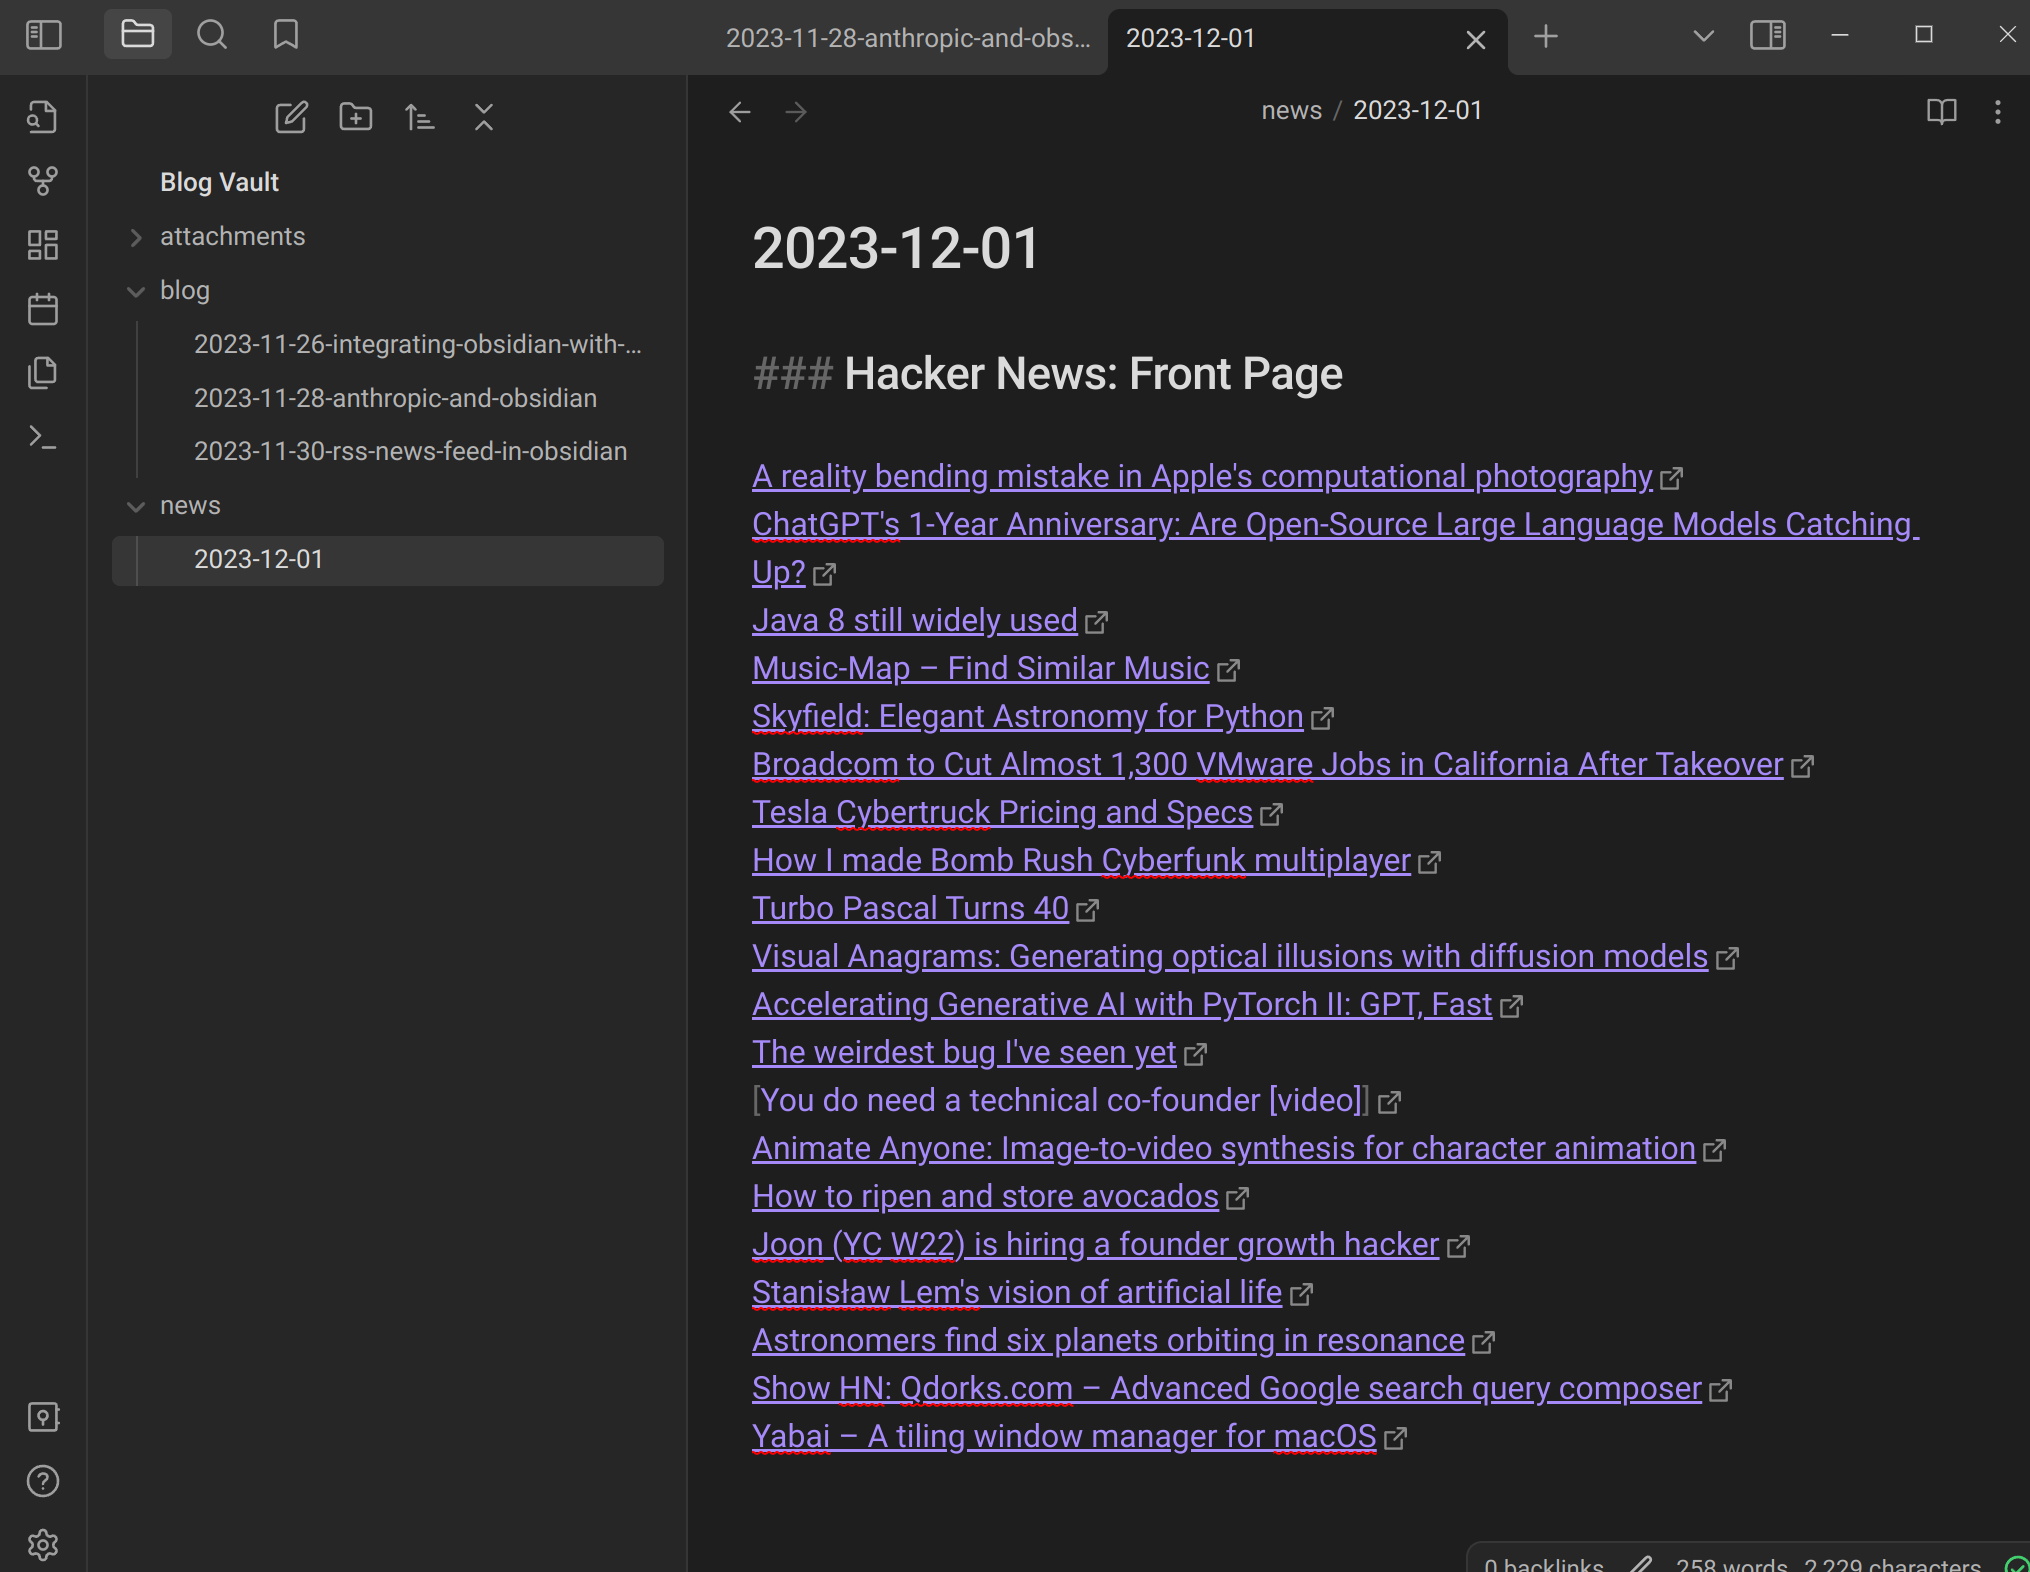 2023-11-28-anthropic-and-obs...
2023-12-01
news / 2023-12-01
Blog Vault
attachments
blog
2023-11-26-integrating-obsidian-with-...
2023-11-28-anthropic-and-obsidian
2023-11-30-rss-news-feed-in-obsidian
news
2023-12-01
2023-12-01
### Hacker News: Front Page
A reality bending mistake in Apple's computational photography
ChatGPT's 1-Year Anniversary: Are Open-Source Large Language Models Catching
Up?
Java 8 still widely used
Music-Map – Find Similar Music
Skyfield: Elegant Astronomy for Python
Broadcom to Cut Almost 1,300 VMware Jobs in California After Takeover
Tesla Cybertruck Pricing and Specs
How I made Bomb Rush Cyberfunk multiplayer
Turbo Pascal Turns 40
Visual Anagrams: Generating optical illusions with diffusion models
Accelerating Generative AI with PyTorch II: GPT, Fast
The weirdest bug I've seen yet
[You do need a technical co-founder [video]]
Animate Anyone: Image-to-video synthesis for character animation
How to ripen and store avocados
Joon (YC W22) is hiring a founder growth hacker
Stanisław Lem's vision of artificial life
Astronomers find six planets orbiting in resonance
Show HN: Qdorks.com – Advanced Google search query composer
Yabai – A tiling window manager for macOS
0 backlinks 258 words 2,229 characters